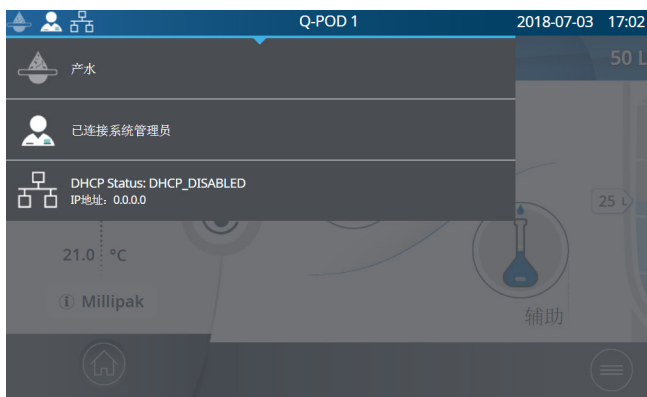 Q-POD 1
2018-07-03 17:02
50 L
产水
已连接系统管理员
DHCP Status: DHCP_DISABLED
IP地址：0.0.0.0
25 L
21.0 °C
Millipak
辅助